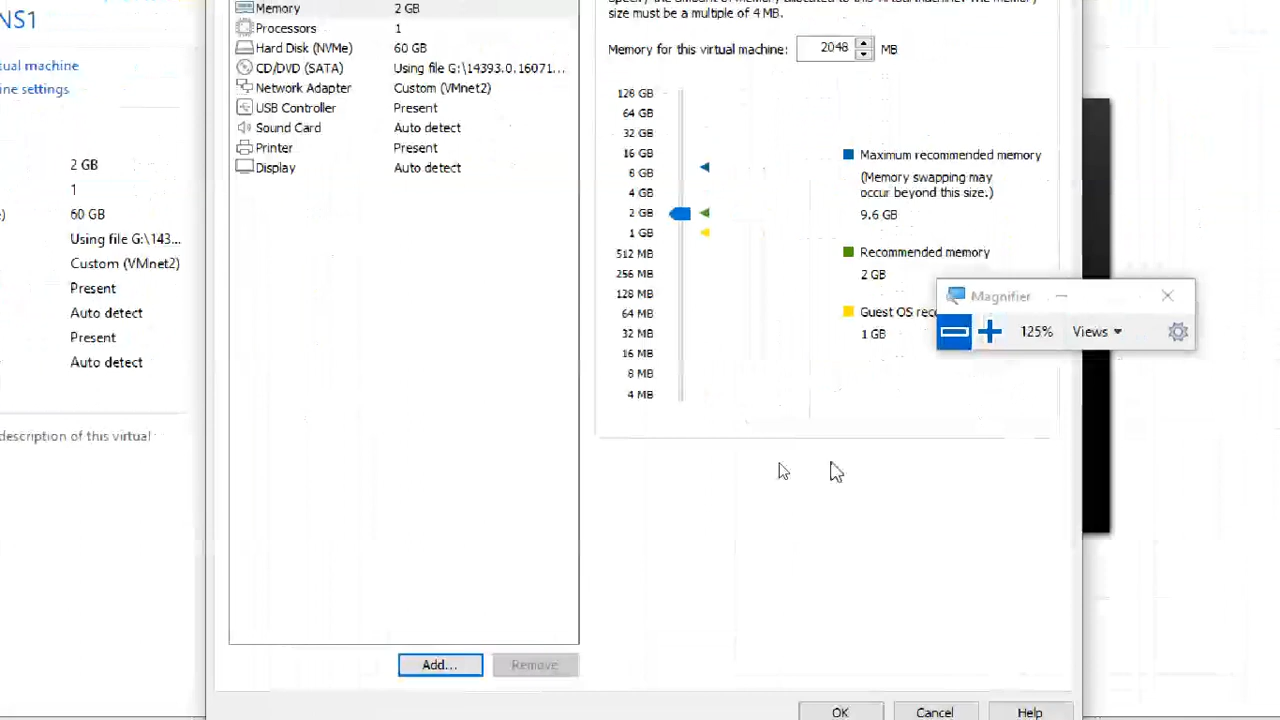 NS1
tual machine
ine settings
2 GB
1
60 GB
Using file G:\143...
Custom (VMnet2)
Present
Auto detect
Present
Auto detect
description of this virtual
Memory 2 GB
Processors 1
Hard Disk (NVMe) 60 GB
CD/DVD (SATA) Using file G:\14393.0.16071...
Network Adapter Custom (VMnet2)
USB Controller Present
Sound Card Auto detect
Printer Present
Display Auto detect
Add...
Remove
size must be a multiple of 4 MB.
Memory for this virtual machine: 2048 MB
128 GB
64 GB
32 GB
16 GB
8 GB
4 GB
2 GB
1 GB
512 MB
256 MB
128 MB
64 MB
32 MB
16 MB
8 MB
4 MB
Maximum recommended memory
(Memory swapping may
occur beyond this size.)
9.6 GB
Recommended memory
2 GB
Guest OS rec
1 GB
Magnifier
125% Views
OK
Cancel
Help